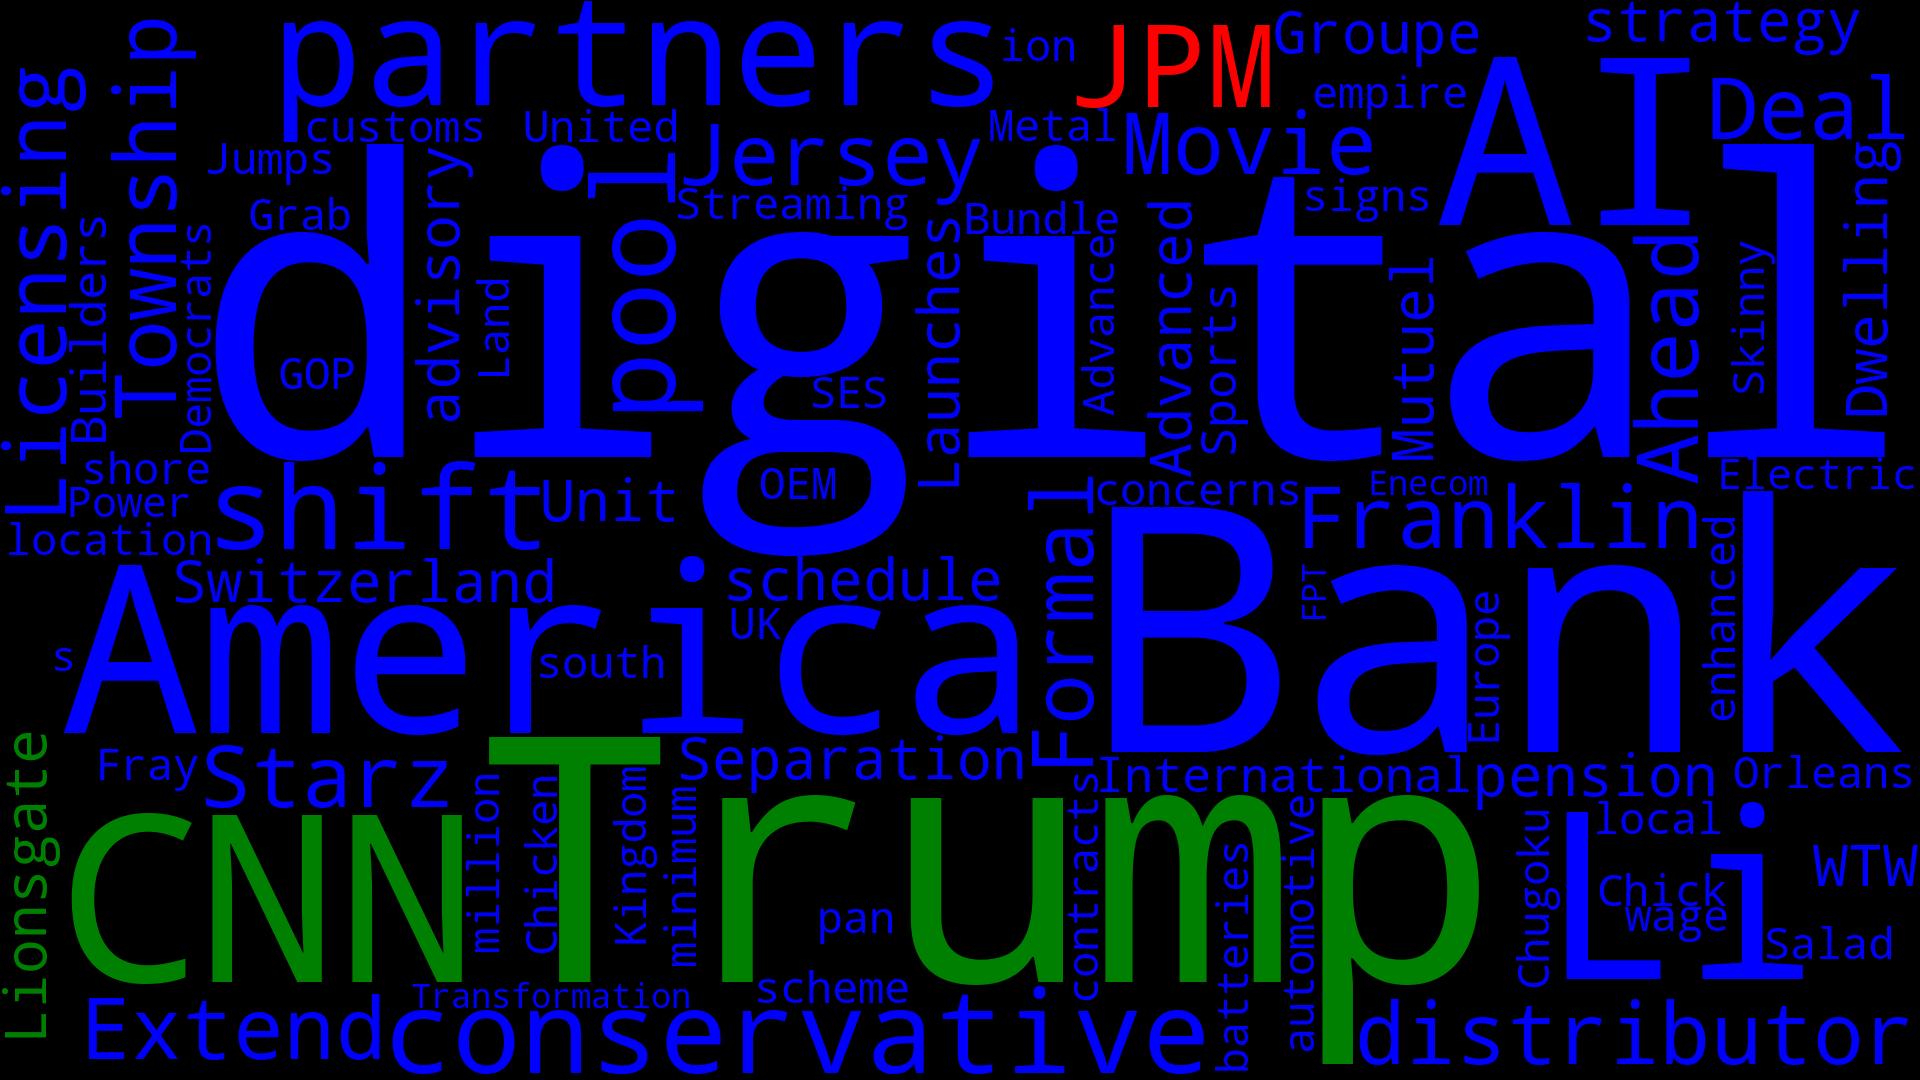 partners
ion
JPM
Groupe
strategy
Licensing
Township
customs
United
Jersey
Metal
Movie
empire
AI
Deal
Jumps
Grab
advisory
pool
Streaming
Bundle
signs
Builders
Democrats
digital
Land
Launches
Advance
Advanced
Sports
Mutuel
Ahead
Skinny
Dwelling
GOP
SES
OEM
shore
Power
location
shift
Unit
concerns
Enecom
Electric
Franklin
Switzerland
schedule
Formal
Bank
FPT
Europe
enhanced
America
UK
south
s
Fray
Starz
Separation
International
pension
Orleans
Lionsgate
CNN
Trump
million
Chicken
Kingdom
minimum
pan
contracts
batteries
automotive
Chugoku
Li
local
Chick
wage
WTW
Salad
Transformation
scheme
Extend
conservative
distributor